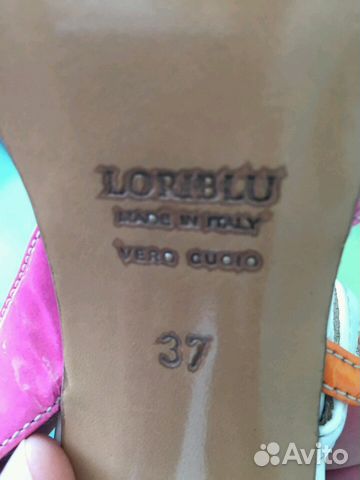 LORIBLU
MADE IN ITALY
VERO CUOIO
37
Avito